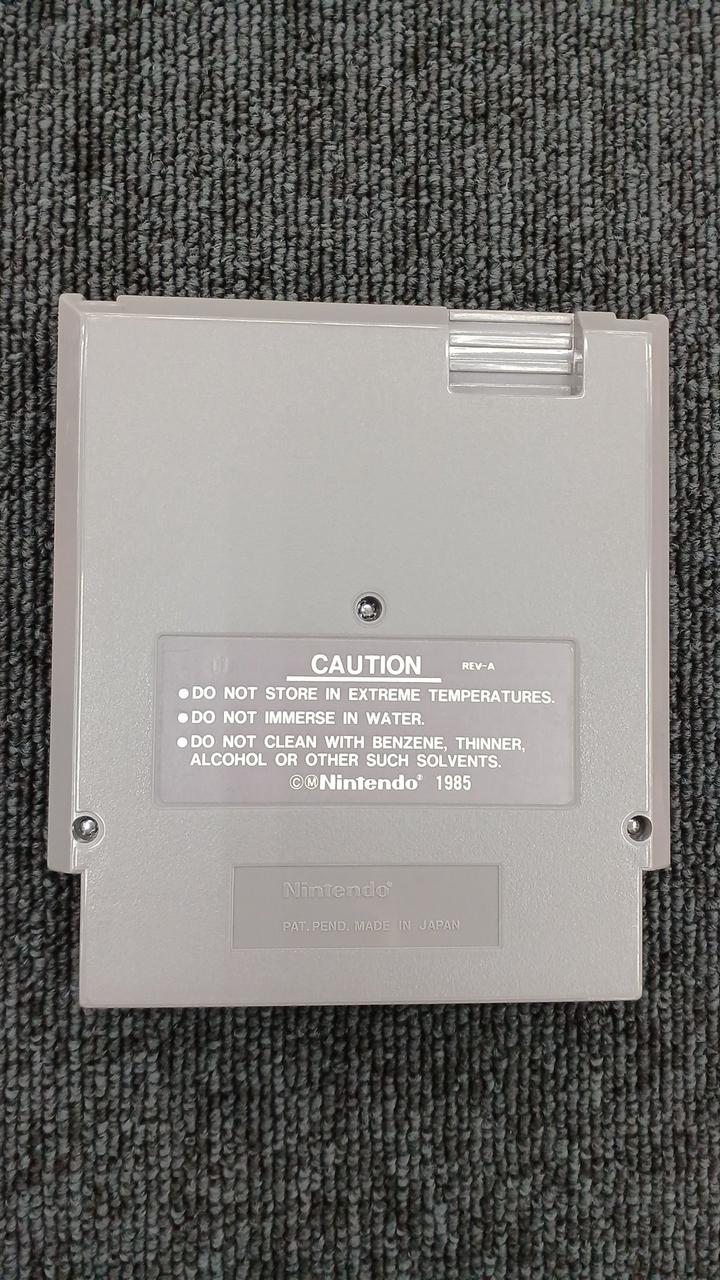 CAUTION REV-A
●DO NOT STORE IN EXTREME TEMPERATURES.
●DO NOT IMMERSE IN WATER.
●DO NOT CLEAN WITH BENZENE, THINNER,
ALCOHOL OR OTHER SUCH SOLVENTS.
©ⓂNintendo® 1985
Nintendo®
PAT. PEND. MADE IN JAPAN